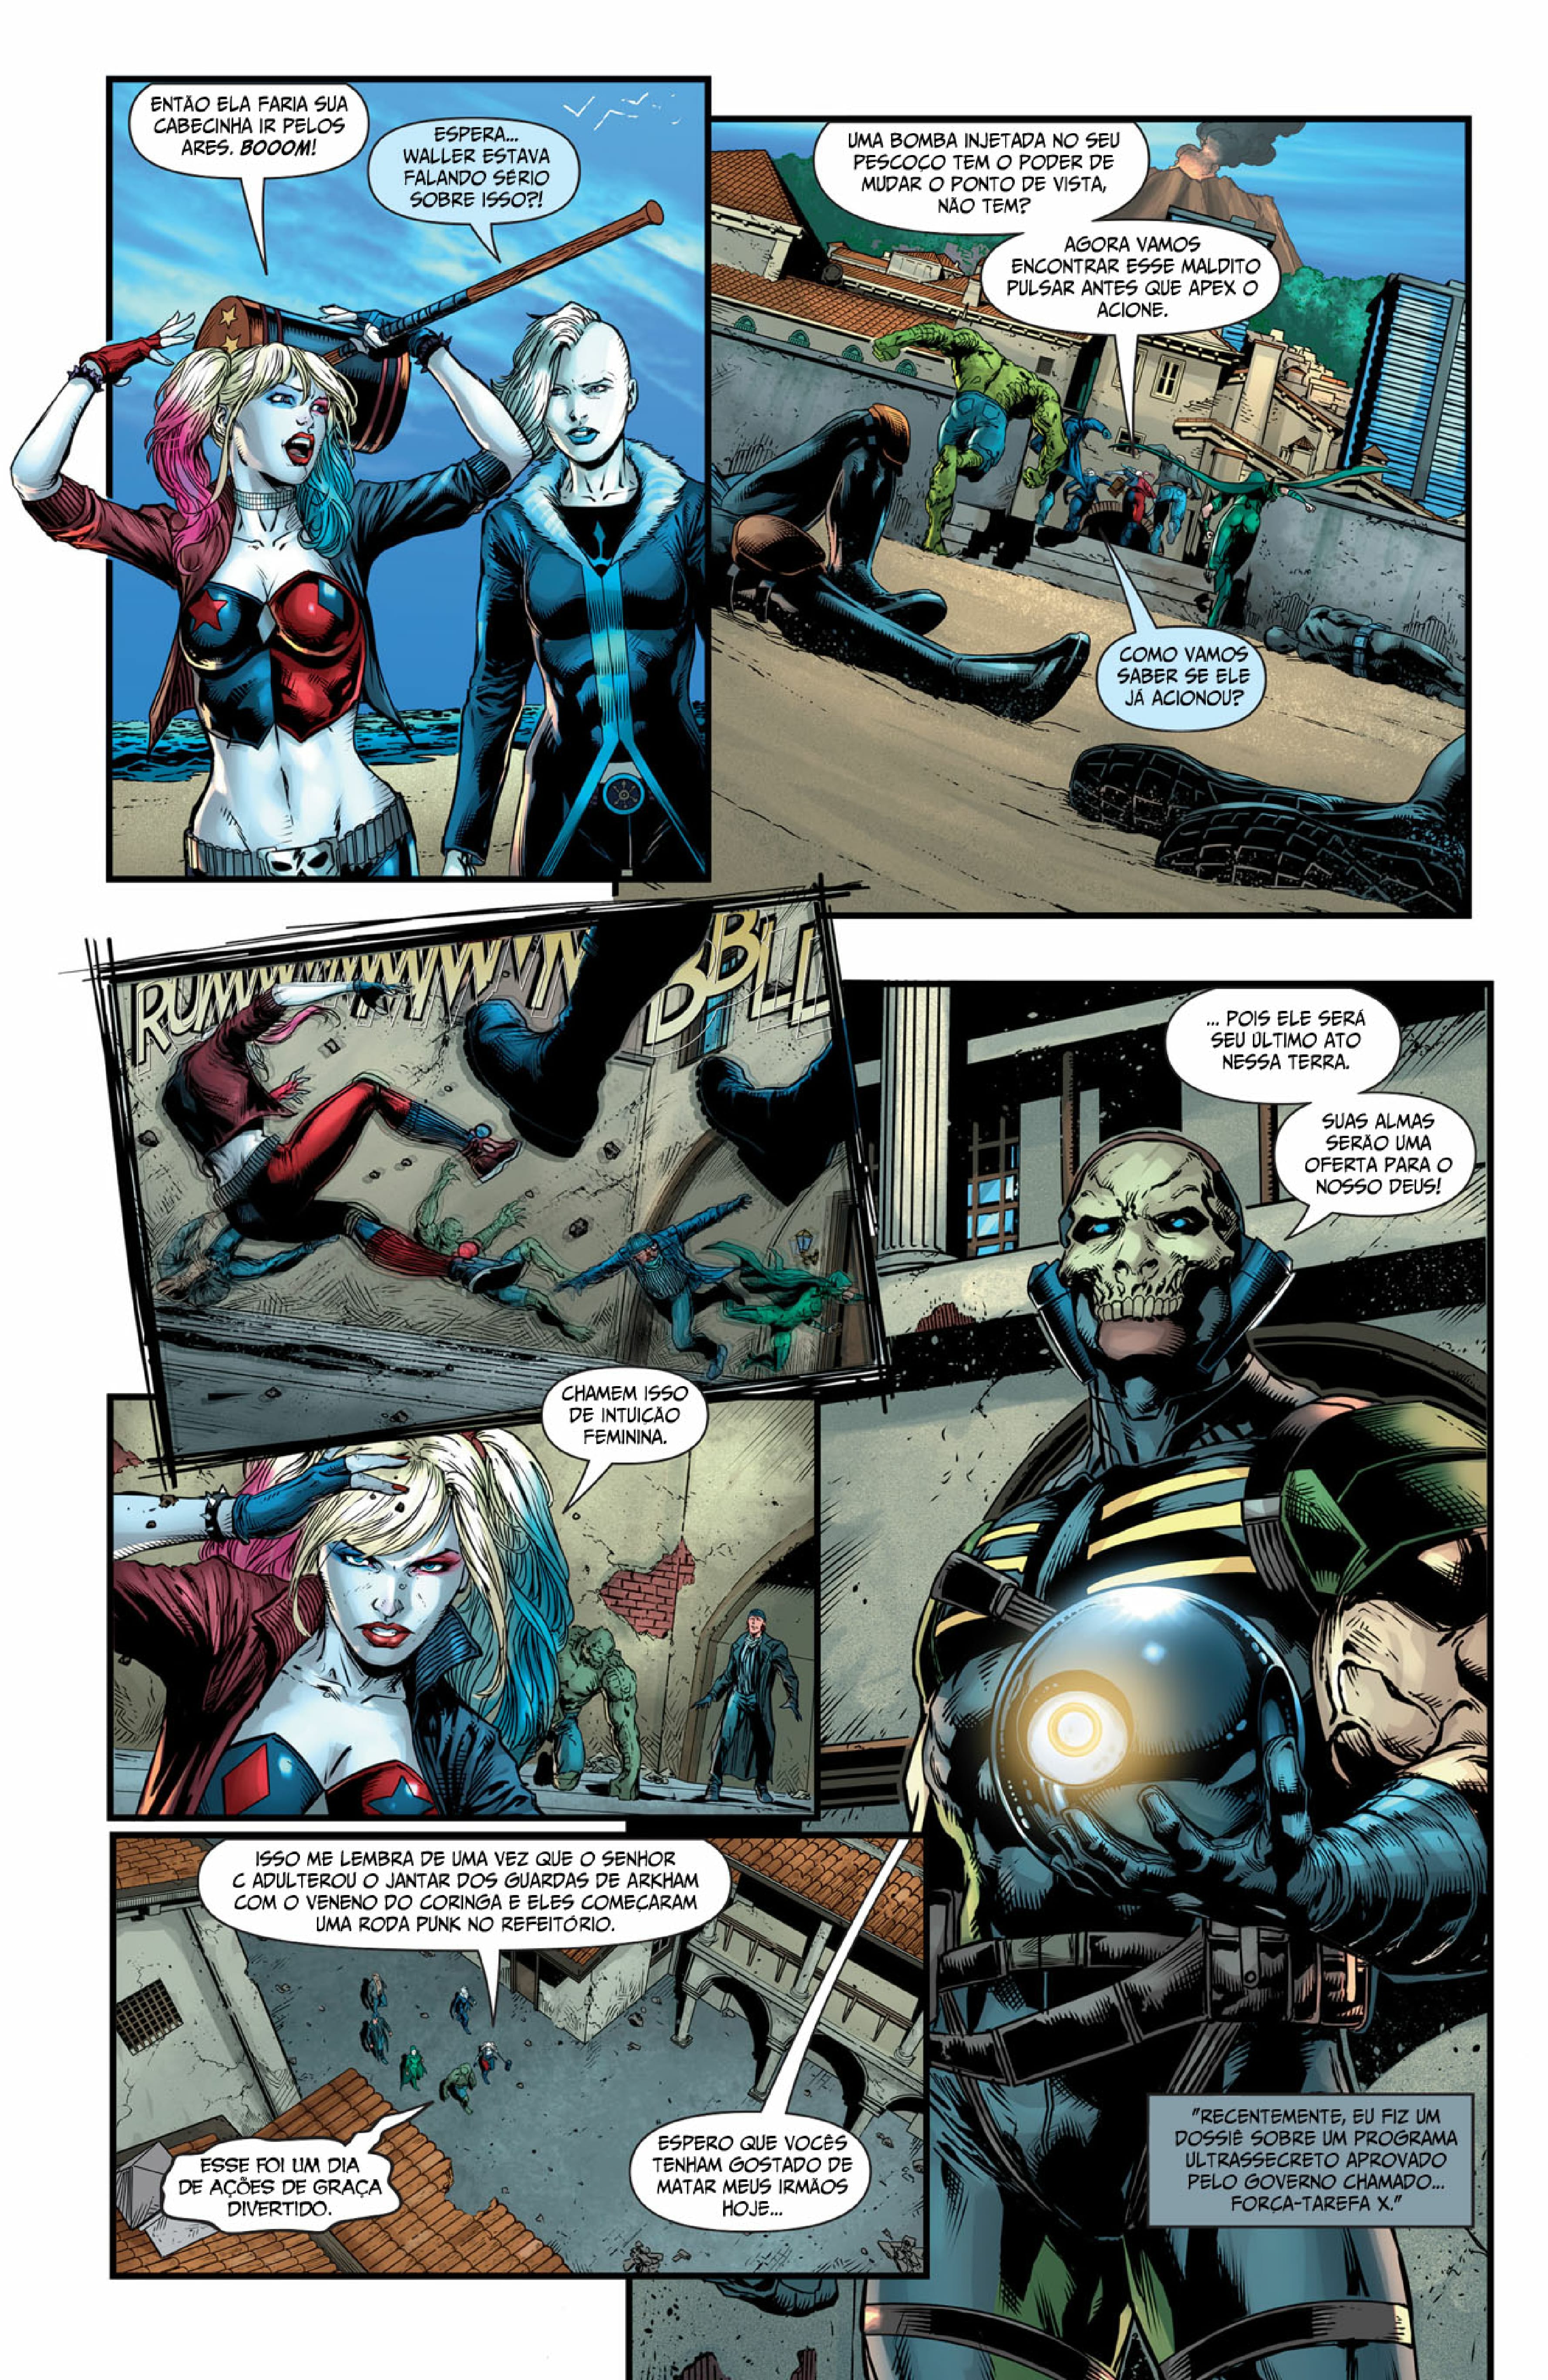 ENTÃO ELA FARIA SUA
CABECINHA IR PELOS
ARES. BOOOM!
ESPERA...
WALLER ESTAVA
FALANDO SÉRIO
SOBRE ISSO?!
UMA BOMBA INJETADA NO SEU
PESCOÇO TEM O PODER DE
MUDAR O PONTO DE VISTA,
NÃO TEM?
AGORA VAMOS
ENCONTRAR ESSE MALDITO
PULSAR ANTES QUE APEX O
ACIONE.
COMO VAMOS
SABER SE ELE
JÁ ACIONOU?
CHAMEM ISSO
DE INTUIÇÃO
FEMININA.
ISSO ME LEMBRA DE UMA VEZ QUE O SENHOR
C ADULTEROU O JANTAR DOS GUARDAS DE ARKHAM
COM O VENENO DO CORINGA E ELES COMEÇARAM
UMA RODA PUNK NO REFEITÓRIO.
ESSE FOI UM DIA
DE AÇÕES DE GRAÇA
DIVERTIDO.
ESPERO QUE VOCÊS
TENHAM GOSTADO DE
MATAR MEUS IRMÃOS
HOJE...
... POIS ELE SERÁ
SEU ÚLTIMO ATO
NESSA TERRA.
SUAS ALMAS
SERÃO UMA
OFERTA PARA O
NOSSO DEUS!
"RECENTEMENTE, EU FIZ UM
DOSSIÊ SOBRE UM PROGRAMA
ULTRASSECRETO APROVADO
PELO GOVERNO CHAMADO...
FORÇA-TAREFA X."